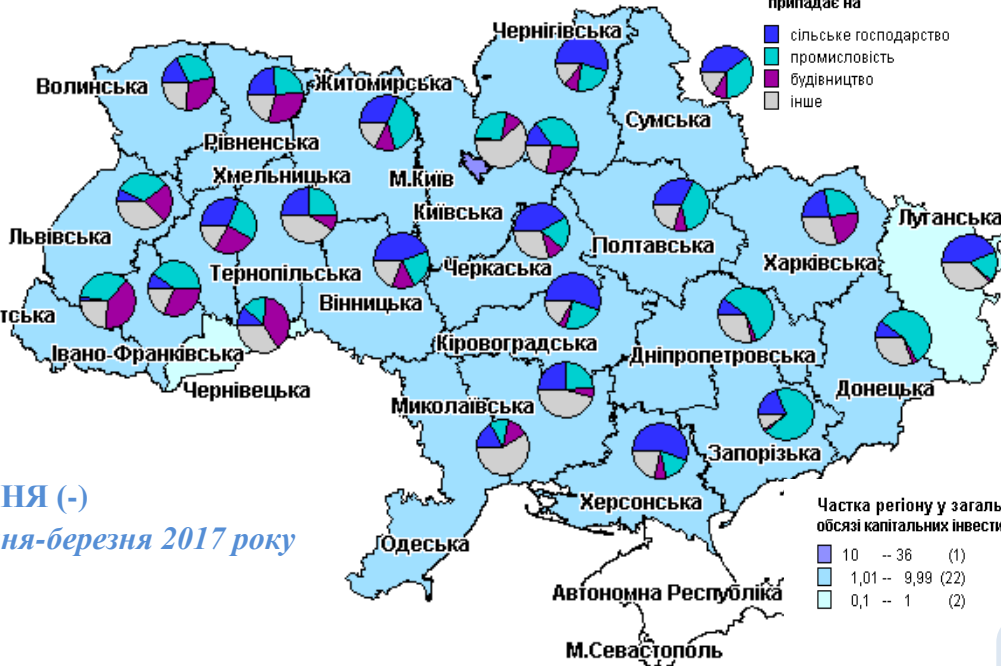 припадає на
сільське господарство
промисловість
будівництво
інше
Чернігівська
Волинська
Житомирська
Сумська
Рівненська
Хмельницька
М.Київ
Київська
Луганська
Львівська
Полтавська
Харківська
Тернопільська
Черкаська
Вінницька
тська
Івано-Франківська
Кіровоградська
Дніпропетровська
Чернівецька
Донецька
Миколаївська
Запорізька
Херсонська
НЯ (-)
ня-березня 2017 року
Одеська
Частка регіону у загаль
обсязі капітальних інвести
10 -- 36 (1)
1,01 -- 9,99 (22)
0,1 -- 1 (2)
Автономна Республіка
М.Севастополь